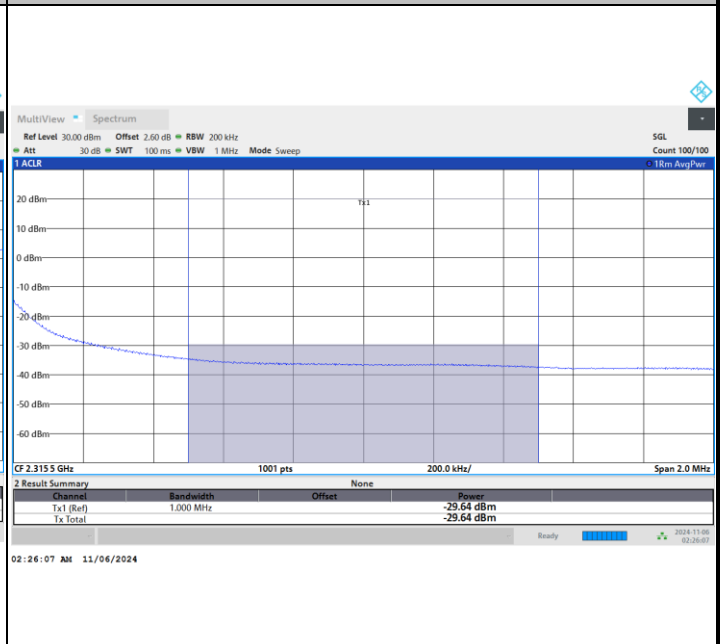 MultiView Spectrum
Ref Level 30.00 dBm Offset 2.60 dB RBW 200 kHz SGL
Att 30 dB SWT 100 ms VBW 1 MHz Mode Sweep Count 100/100
1 ACLR 1Rm AvgPwr
Tx1
20 dBm
10 dBm
0 dBm
-10 dBm
-20 dBm
-30 dBm
-40 dBm
-50 dBm
-60 dBm
CF 2.3155 GHz 1001 pts 200.0 kHz/ Span 2.0 MHz
2 Result Summary None
Channel Bandwidth Offset Power
Tx1 (Ref) 1.000 MHz -29.64 dBm
Tx Total -29.64 dBm
Ready 2024-11-06
02:26:07
02:26:07 AM 11/06/2024